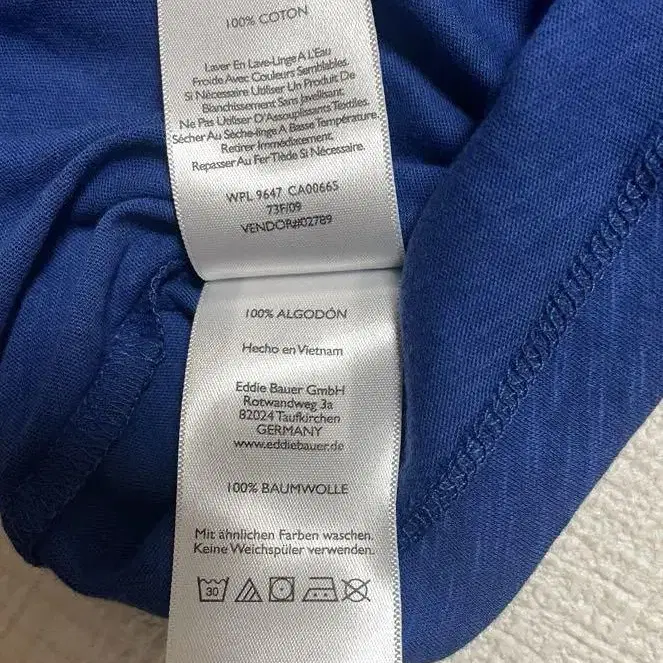 100% COTON
Laver En Lave-Linge A L'Eau
Froide Avec Couleurs Semblables.
Si Nécessaire Utiliser Un Produit De
Blanchissement Sans Javelisant.
Ne Pas Utiliser D'Assouplissants Textiles.
Sécher Au Sèche-linge A Basse Température.
Retirer Immédiatement.
Repasser Au Fer Tiède Si Nécessaire.
WPL 9647 CA00665
73F/09
VENDOR#02789
100% ALGODÓN
Hecho en Vietnam
Eddie Bauer GmbH
Rotwandweg 3a
82024 Taufkirchen
GERMANY
www.eddiebauer.de
100% BAUMWOLLE
Mit ähnlichen Farben waschen.
Keine Weichspüler verwenden.
30